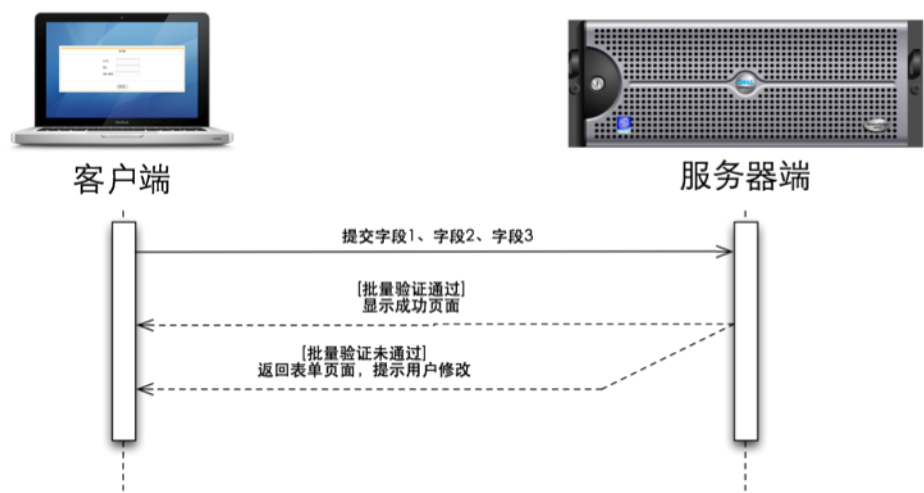 客户端
服务器端
提交字段1、字段2、字段3
[批量验证通过]
显示成功页面
[批量验证未通过]
返回表单页面，提示用户修改